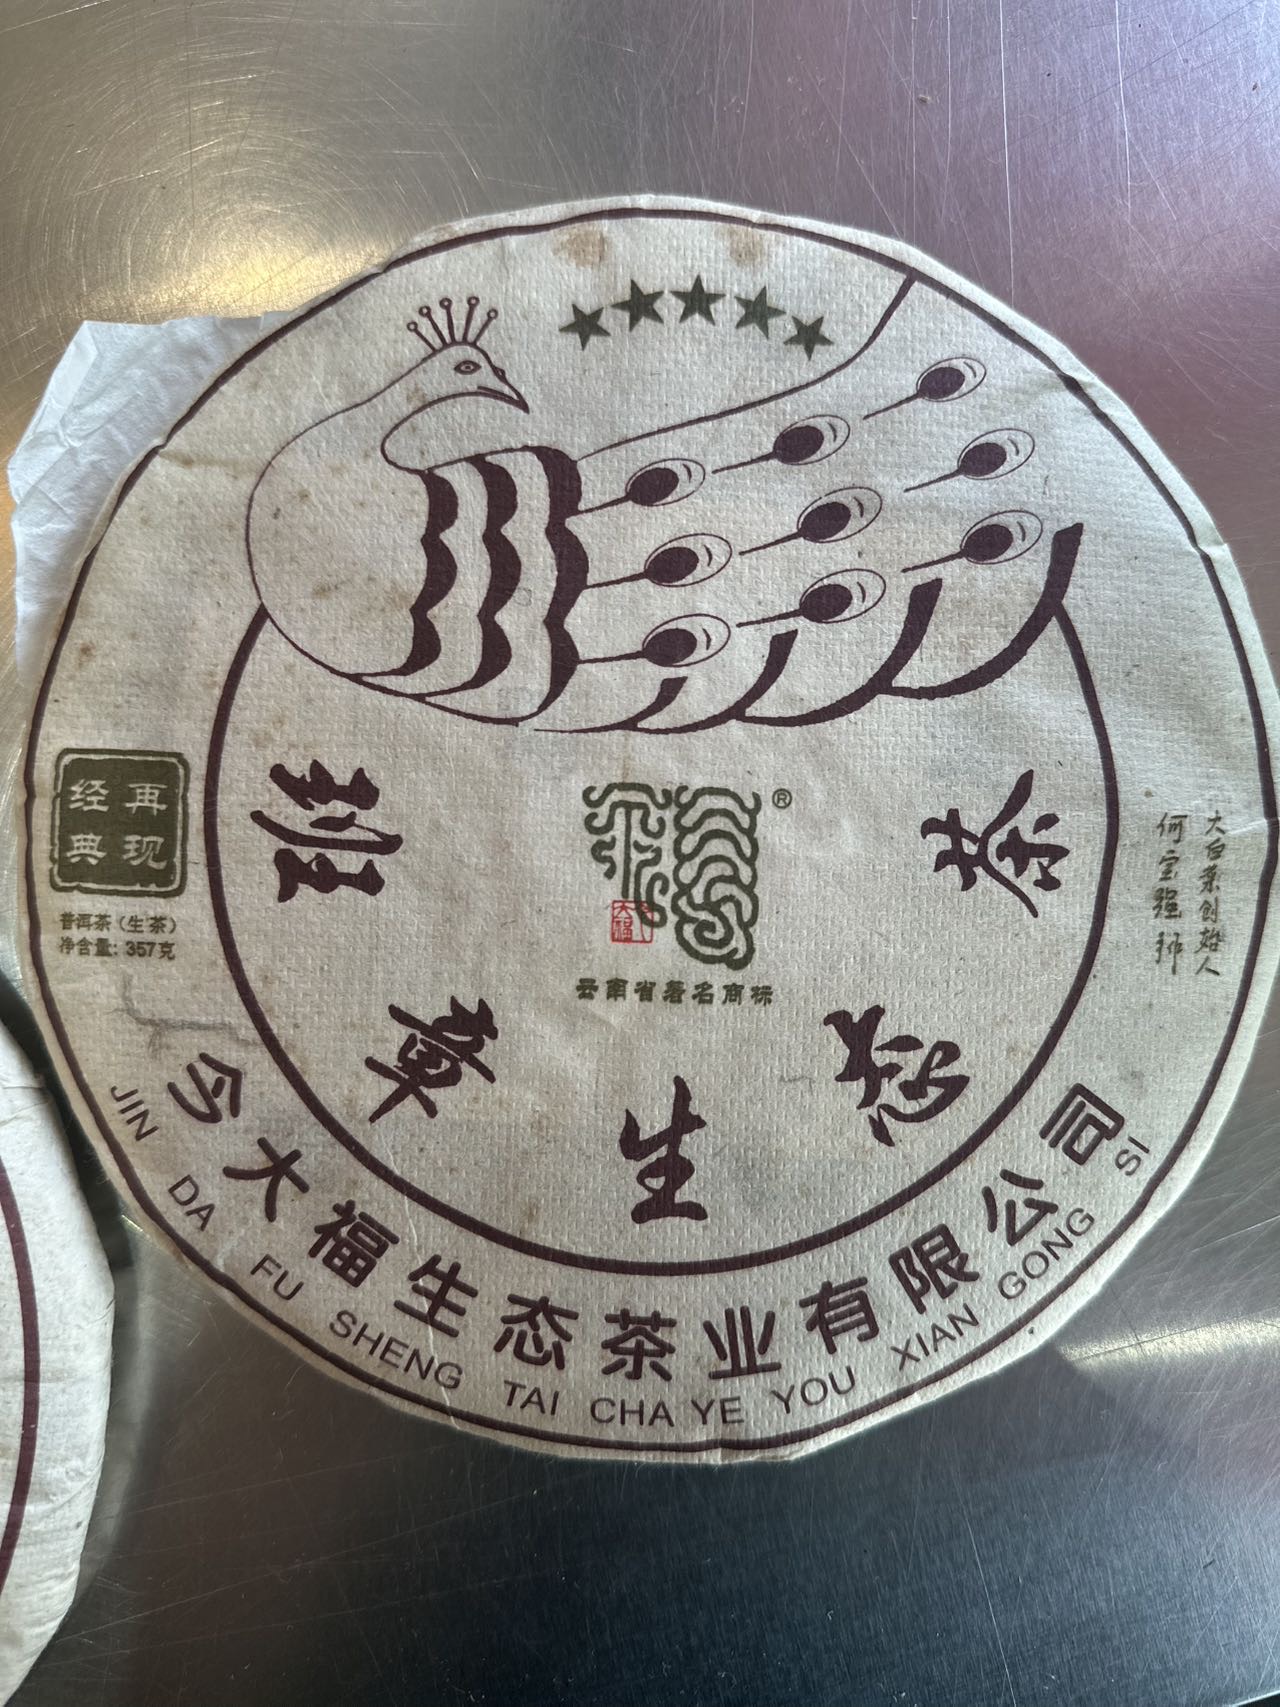 再现
经典
普洱茶（生茶）
净含量: 357克
班章生态茶
®
大福
云南省著名商标
大白菜创始人
何宝强
今大福生态茶业有限公司
JIN DA FU SHENG TAI CHA YE YOU XIAN GONG SI